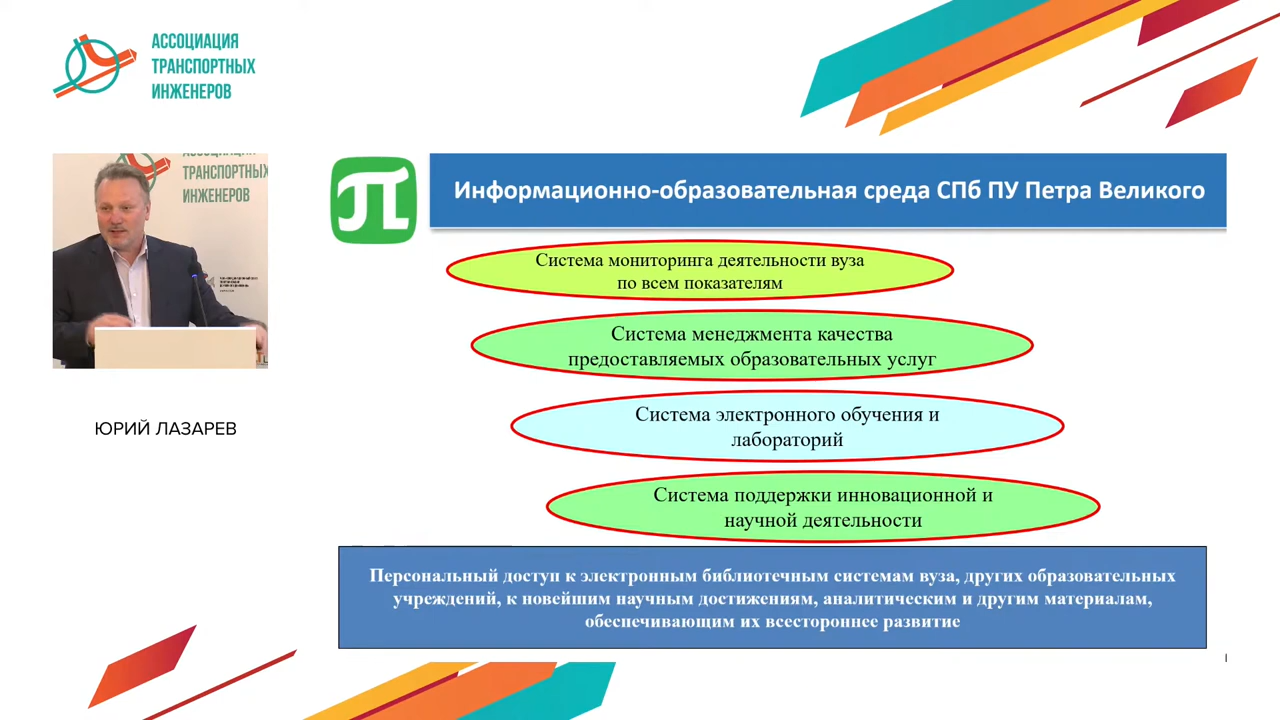 АССОЦИАЦИЯ
ТРАНСПОРТНЫХ
ИНЖЕНЕРОВ
ТРАНСПОРТНЫХ
ИНЖЕНЕРОВ
ЮРИЙ ЛАЗАРЕВ
Информационно-образовательная среда СПб ПУ Петра Великого
Система мониторинга деятельности вуза
по всем показателям
Система менеджмента качества
предоставляемых образовательных услуг
Система электронного обучения и
лабораторий
Система поддержки инновационной и
научной деятельности
Персональный доступ к электронным библиотечным системам вуза, других образовательных
учреждений, к новейшим научным достижениям, аналитическим и другим материалам,
обеспечивающим их всестороннее развитие